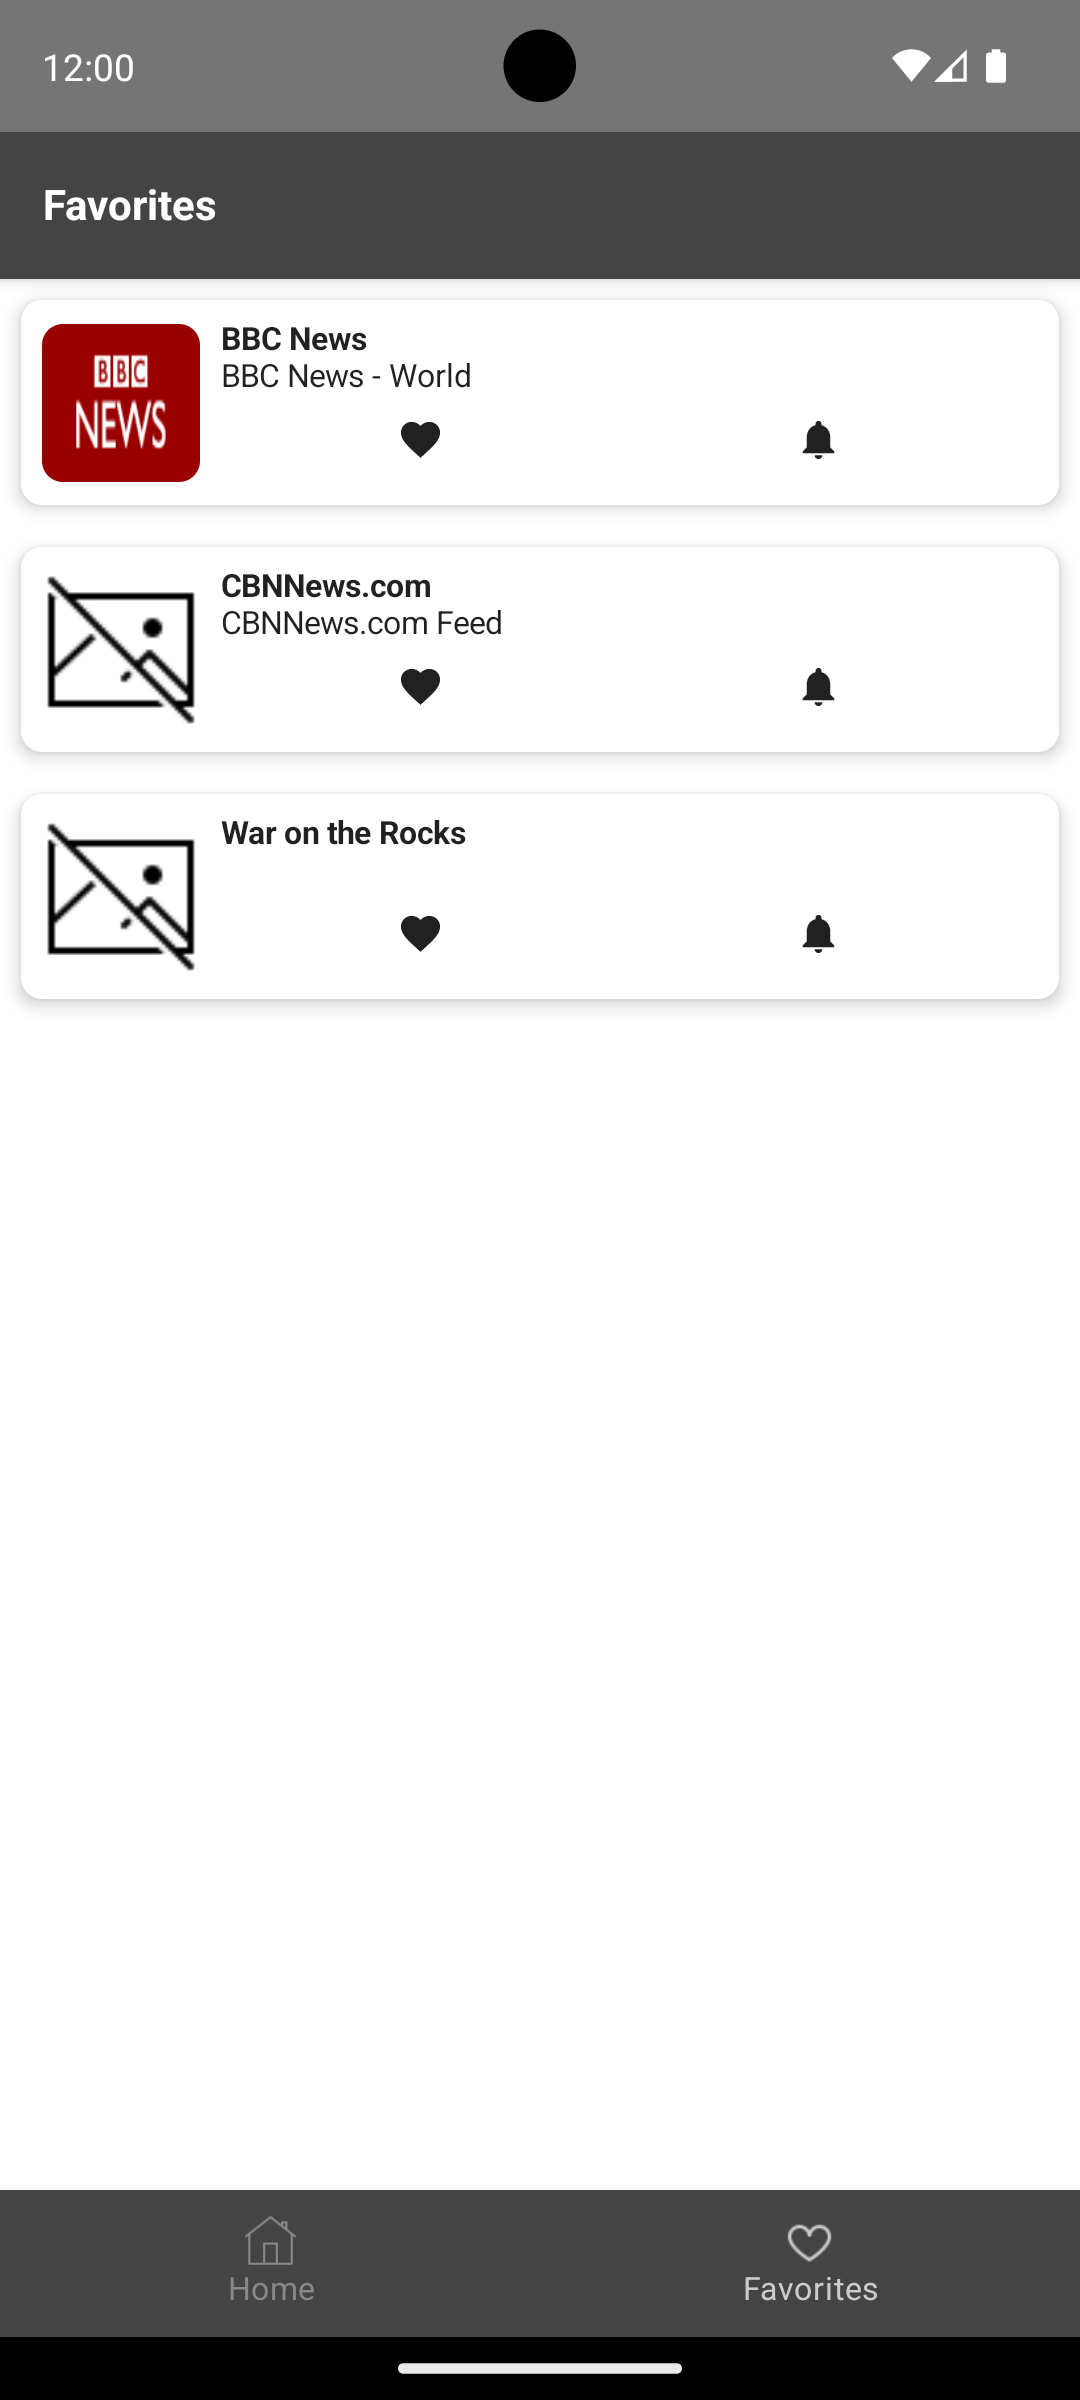 12:00
Favorites
BBC NEWS
BBC News
BBC News - World
CBNNews.com
CBNNews.com Feed
War on the Rocks
Home
Favorites